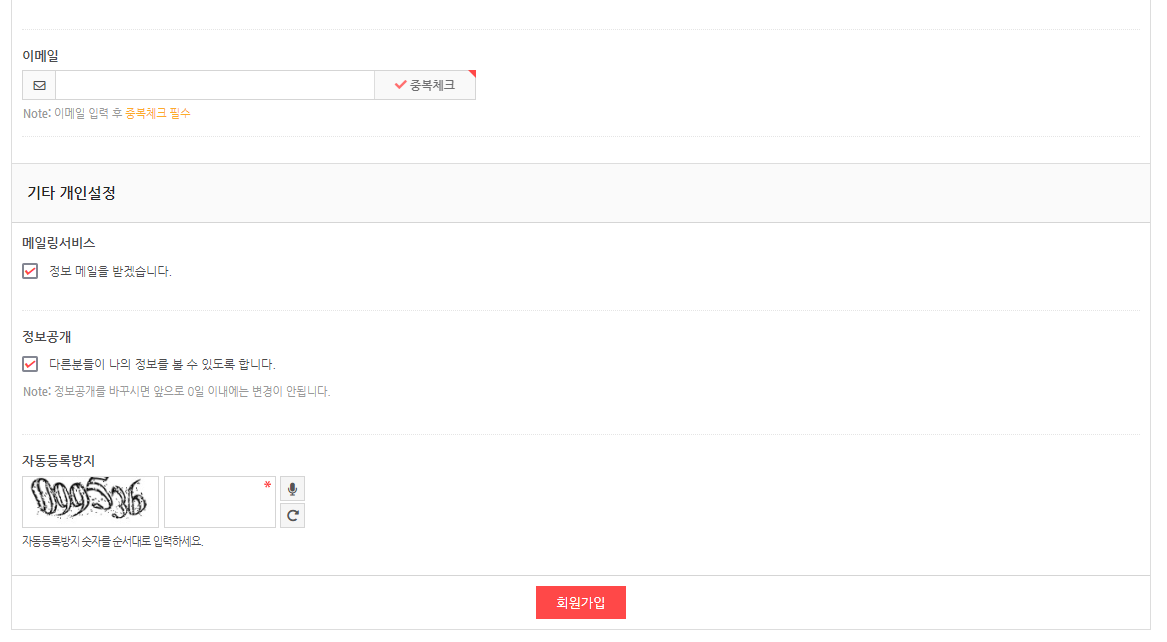 이메일
중복체크
Note: 이메일 입력 후 중복체크 필수
기타 개인설정
메일링서비스
정보 메일을 받겠습니다.
정보공개
다른분들이 나의 정보를 볼 수 있도록 합니다.
Note: 정보공개를 바꾸시면 앞으로 0일 이내에는 변경이 안됩니다.
자동등록방지
*
자동등록방지 숫자를 순서대로 입력하세요.
회원가입